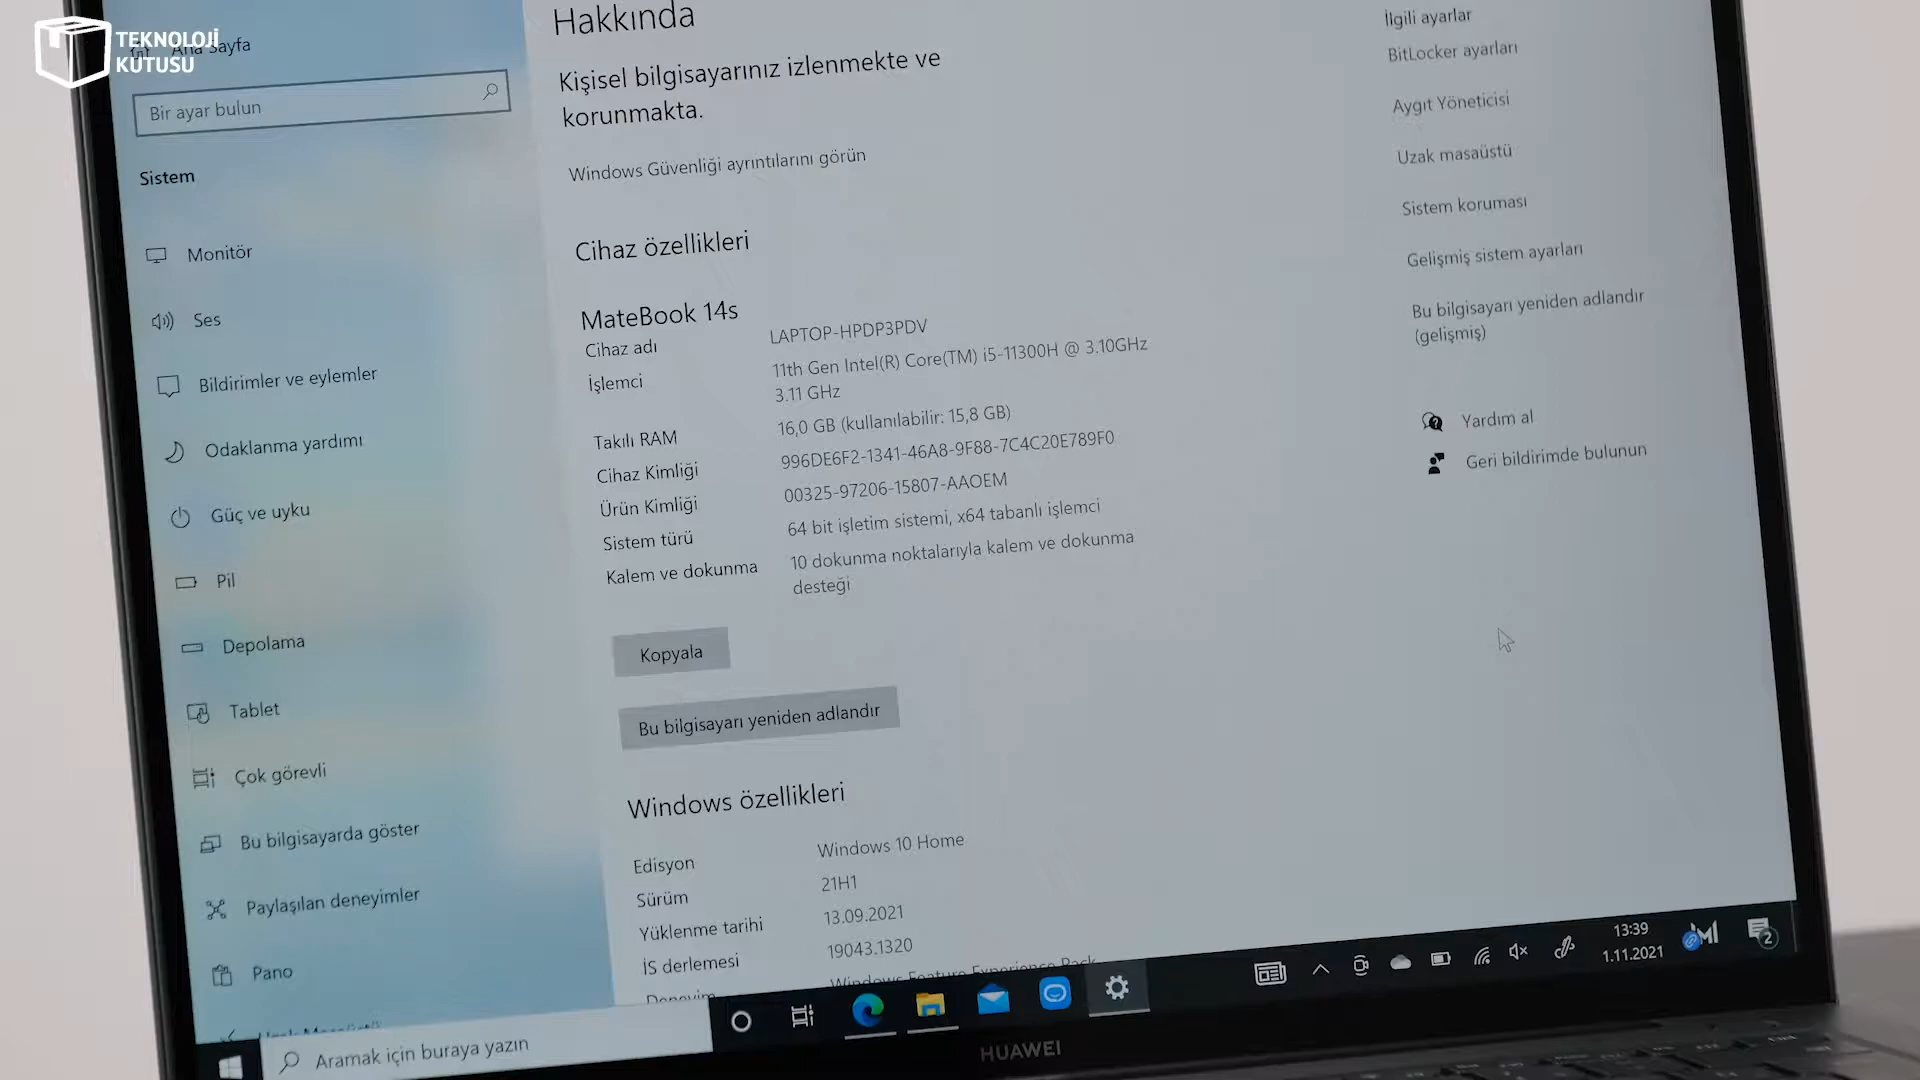 TEKNOLOJİ
KUTUSU
Ana Sayfa
Bir ayar bulun
Sistem
Monitör
Ses
Bildirimler ve eylemler
Odaklanma yardımı
Güç ve uyku
Pil
Depolama
Tablet
Çok görevli
Bu bilgisayarda göster
Paylaşılan deneyimler
Pano
Hakkında
Kişisel bilgisayarınız izlenmekte ve
korunmakta.
Windows Güvenliği ayrıntılarını görün
Cihaz özellikleri
MateBook 14s
Cihaz adı LAPTOP-HPDP3PDV
İşlemci 11th Gen Intel(R) Core(TM) i5-11300H @ 3.10GHz
3.11 GHz
Takılı RAM 16,0 GB (kullanılabilir: 15,8 GB)
Cihaz Kimliği 996DE6F2-1341-46A8-9F88-7C4C20E789F0
Ürün Kimliği 00325-97206-15807-AAOEM
Sistem türü 64 bit işletim sistemi, x64 tabanlı işlemci
Kalem ve dokunma 10 dokunma noktalarıyla kalem ve dokunma
desteği
Kopyala
Bu bilgisayarı yeniden adlandır
Windows özellikleri
Edisyon Windows 10 Home
Sürüm 21H1
Yüklenme tarihi 13.09.2021
İS derlemesi 19043.1320
Deneyim Windows Feature Experience Pack
İlgili ayarlar
BitLocker ayarları
Aygıt Yöneticisi
Uzak masaüstü
Sistem koruması
Gelişmiş sistem ayarları
Bu bilgisayarı yeniden adlandır
(gelişmiş)
Yardım al
Geri bildirimde bulunun
Aramak için buraya yazın
13:39
1.11.2021
2
HUAWEI